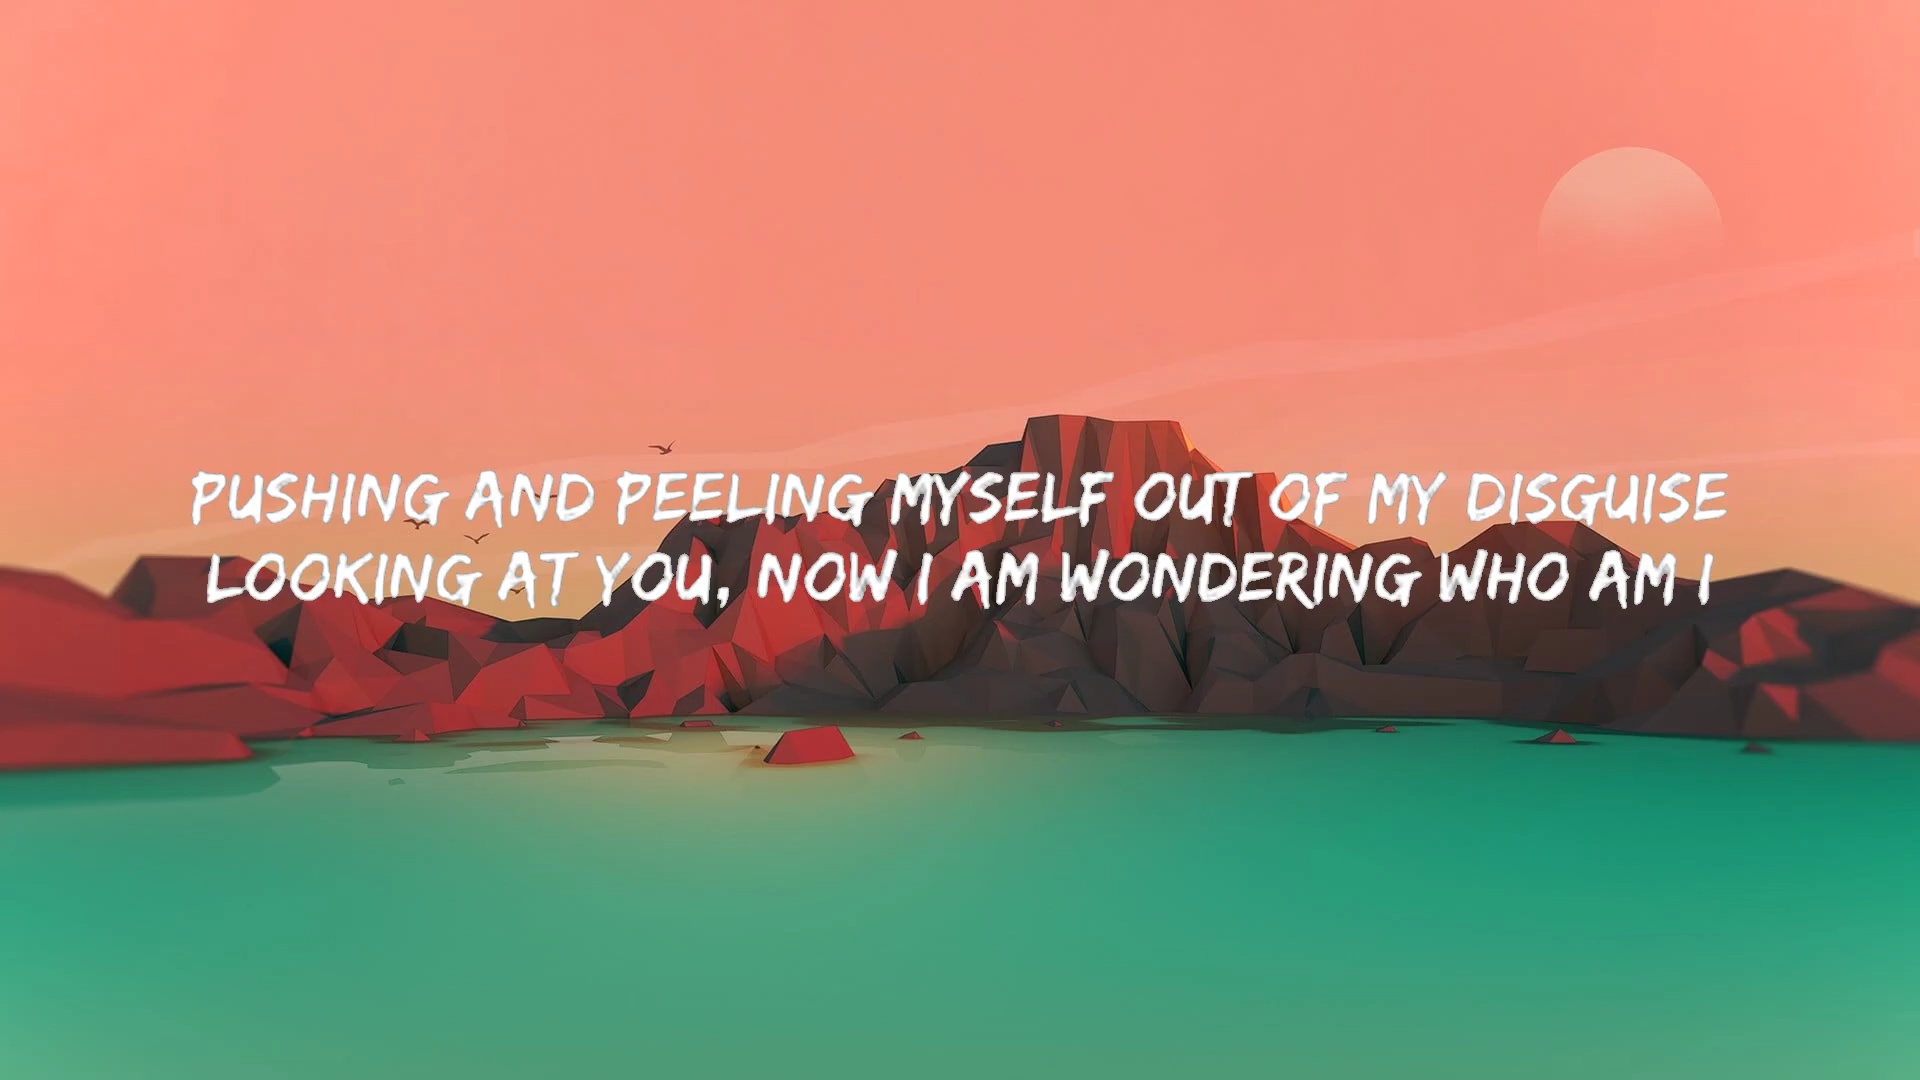 PUSHING AND PEELING MYSELF OUT OF MY DISGUISE
LOOKING AT YOU, NOW I AM WONDERING WHO AM I